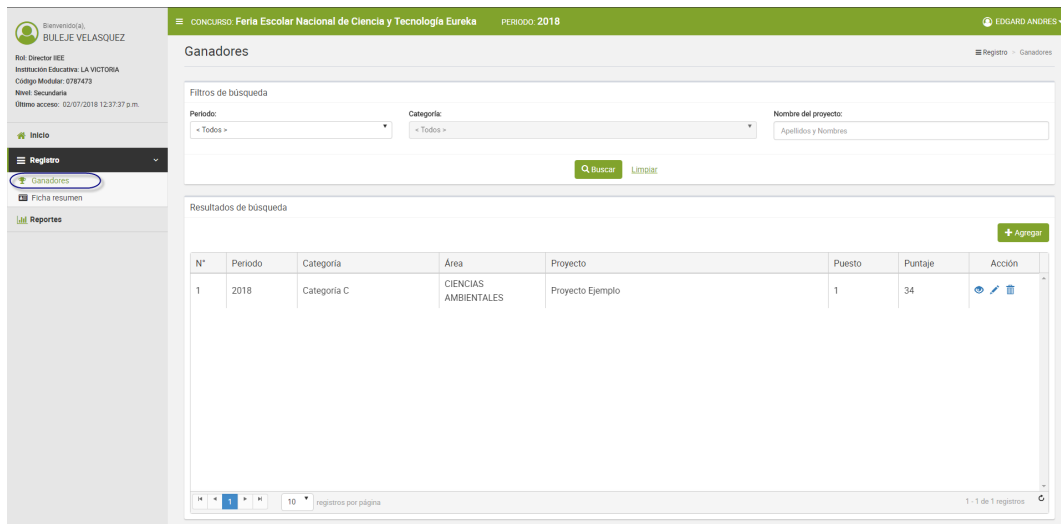 Bienvenido(a),
BULEJE VELASQUEZ
Rol: Director IIEE
Institución Educativa: LA VICTORIA
Código Modular: 0787473
Nivel: Secundaria
Último acceso: 02/07/2018 12:37:37 p.m.
Inicio
Registro
Ganadores
Ficha resumen
Reportes
CONCURSO: Feria Escolar Nacional de Ciencia y Tecnología Eureka PERIODO: 2018 EDGARD ANDRES
Ganadores
Registro > Ganadores
Filtros de búsqueda
Periodo: Categoría: Nombre del proyecto:
< Todos > < Todos > Apellidos y Nombres
Buscar Limpiar
Resultados de búsqueda
+ Agregar
N° Periodo Categoría Área Proyecto Puesto Puntaje Acción
1 2018 Categoría C CIENCIAS AMBIENTALES Proyecto Ejemplo 1 34
1 10 registros por página 1 - 1 de 1 registros